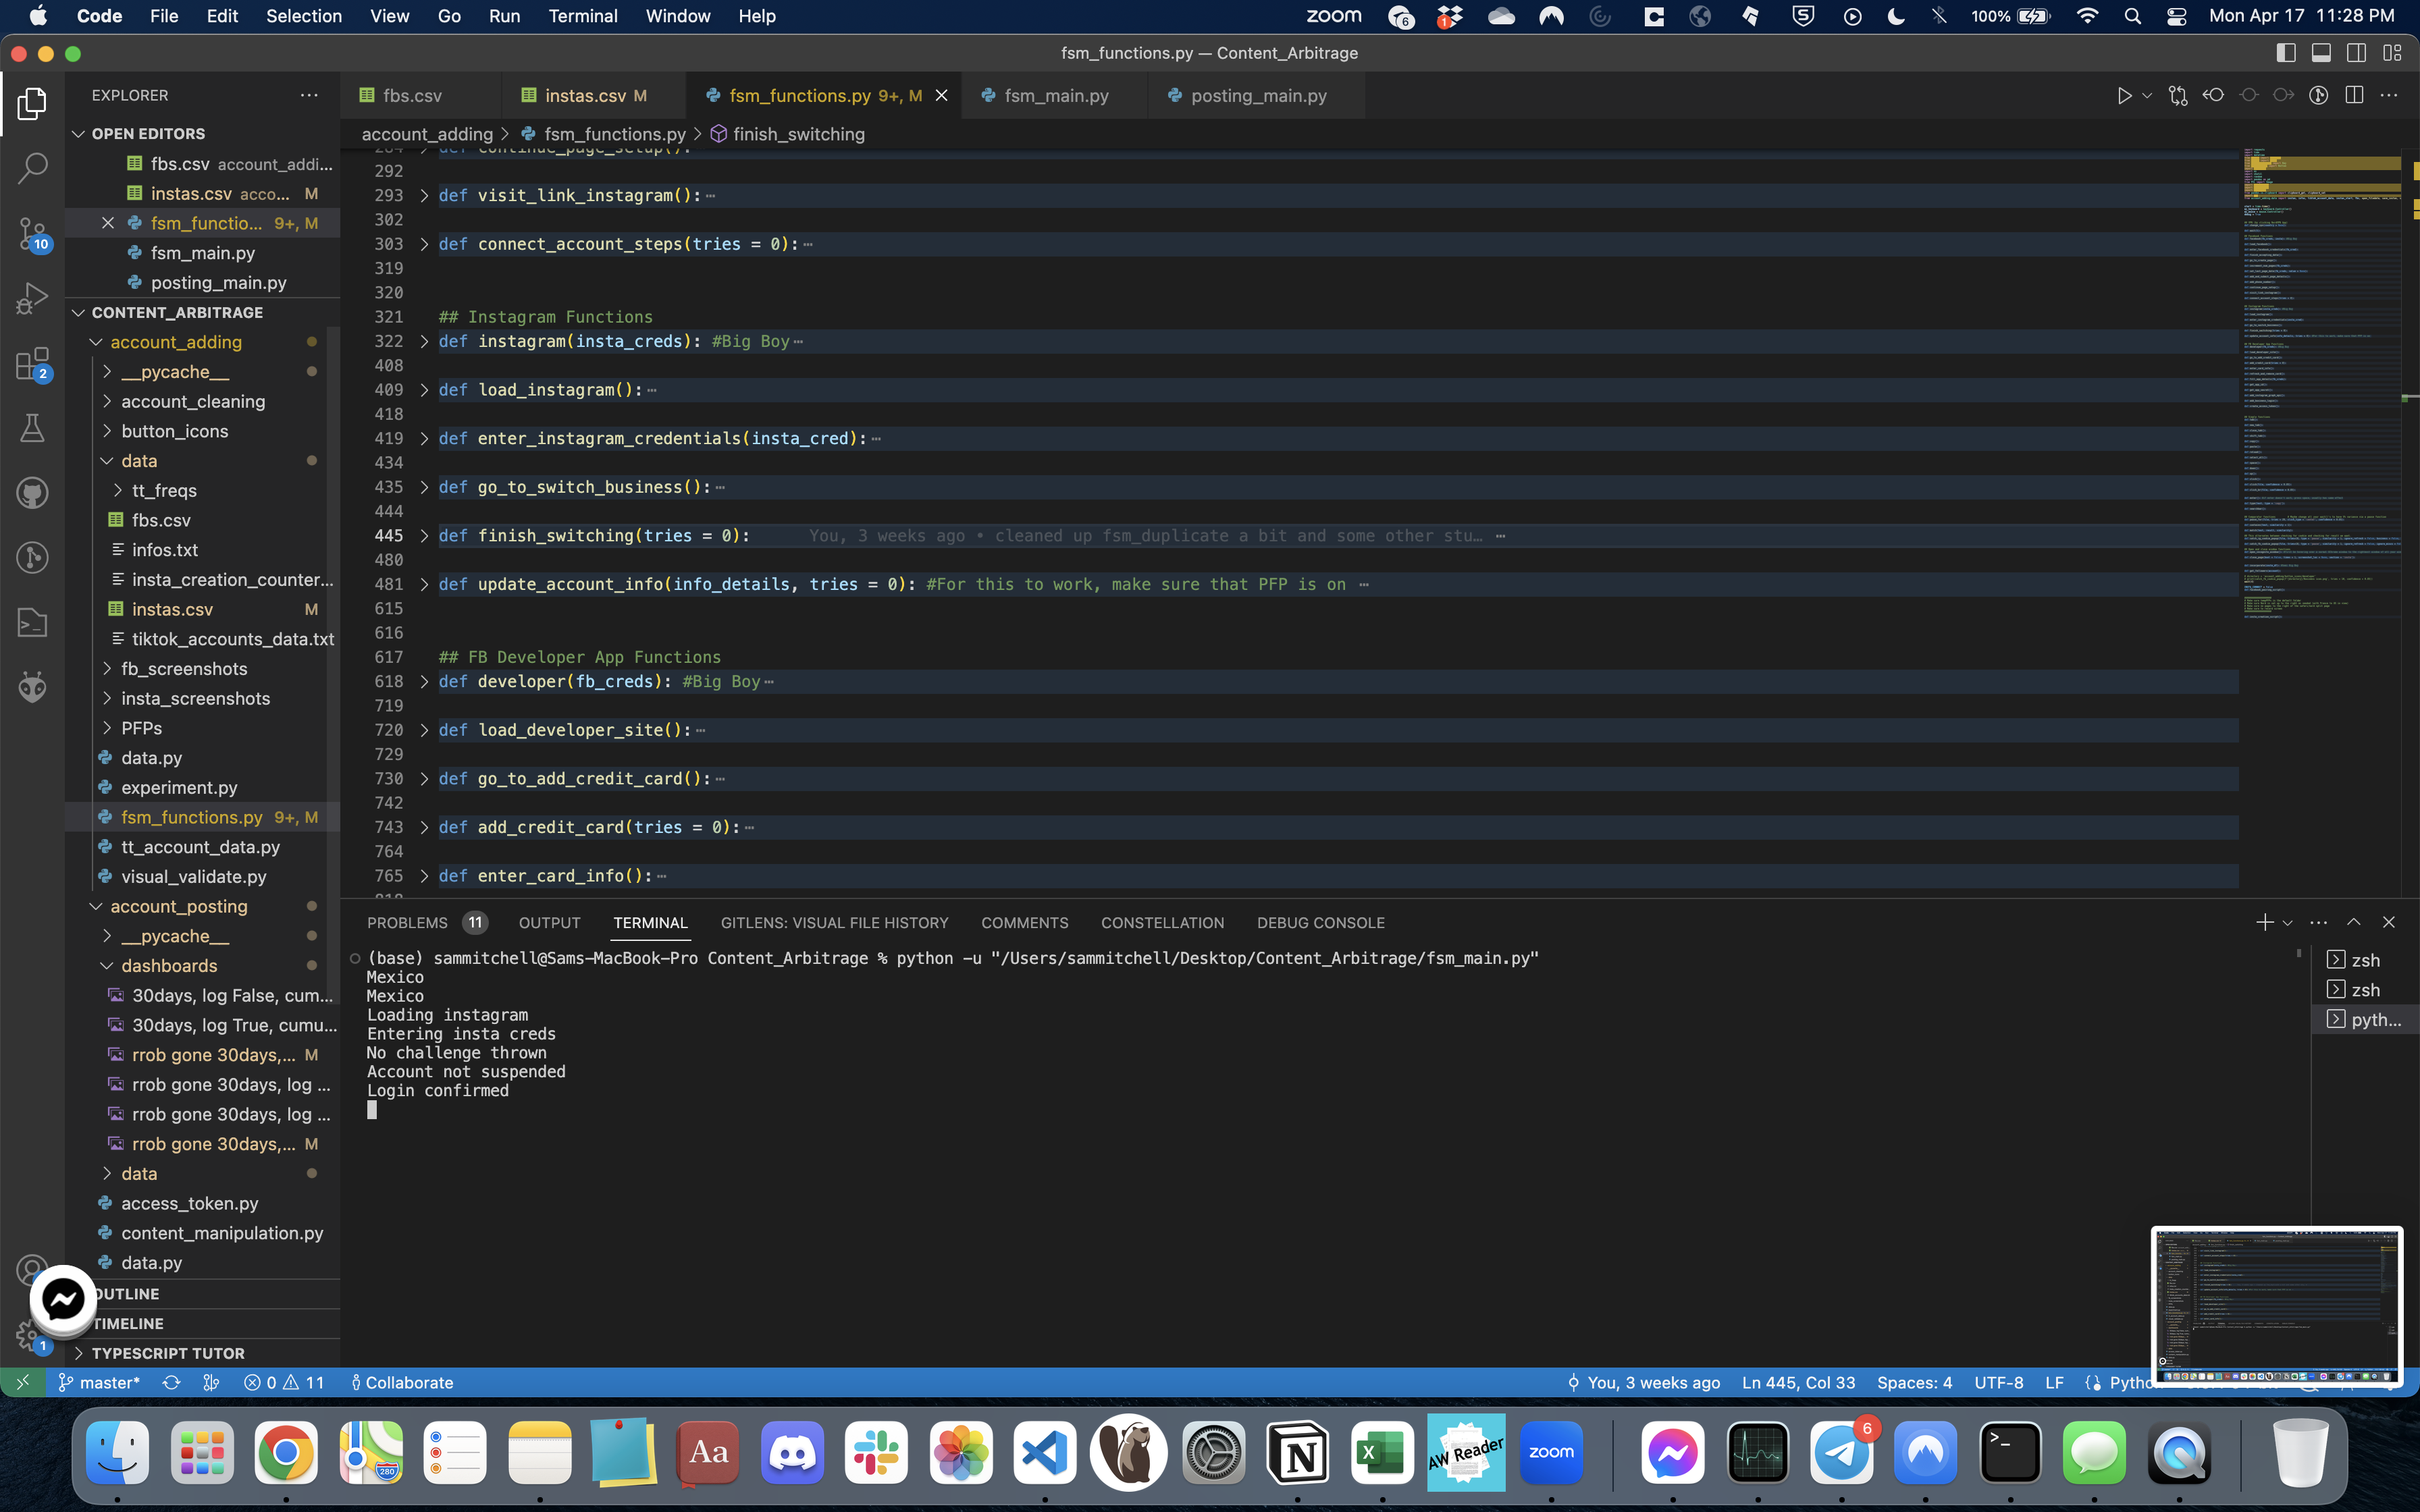 Code File Edit Selection View Go Run Terminal Window Help zoom 6 1 100% Mon Apr 17 11:28 PM
fsm_functions.py — Content_Arbitrage
EXPLORER
OPEN EDITORS
fbs.csv account_addi...
instas.csv acco... M
fsm_functio... 9+, M
fsm_main.py
posting_main.py
CONTENT_ARBITRAGE
account_adding
__pycache__
account_cleaning
button_icons
data
tt_freqs
fbs.csv
infos.txt
insta_creation_counter...
instas.csv M
tiktok_accounts_data.txt
fb_screenshots
insta_screenshots
PFPs
data.py
experiment.py
fsm_functions.py 9+, M
tt_account_data.py
visual_validate.py
account_posting
__pycache__
dashboards
30days, log False, cum...
30days, log True, cumu...
rrob gone 30days,... M
rrob gone 30days, log ...
rrob gone 30days, log ...
rrob gone 30days,... M
data
access_token.py
content_manipulation.py
data.py
OUTLINE
TIMELINE
TYPESCRIPT TUTOR
10
2
1
fbs.csv instas.csv M fsm_functions.py 9+, M fsm_main.py posting_main.py
account_adding > fsm_functions.py > finish_switching
284 def continue_page_setup():
292
293 def visit_link_instagram():
302
303 def connect_account_steps(tries = 0):
319
320
321 ## Instagram Functions
322 def instagram(insta_creds): #Big Boy
408
409 def load_instagram():
418
419 def enter_instagram_credentials(insta_cred):
434
435 def go_to_switch_business():
444
445 def finish_switching(tries = 0): You, 3 weeks ago • cleaned up fsm_duplicate a bit and some other stu…
480
481 def update_account_info(info_details, tries = 0): #For this to work, make sure that PFP is on
615
616
617 ## FB Developer App Functions
618 def developer(fb_creds): #Big Boy
719
720 def load_developer_site():
729
730 def go_to_add_credit_card():
742
743 def add_credit_card(tries = 0):
764
765 def enter_card_info():
PROBLEMS 11 OUTPUT TERMINAL GITLENS: VISUAL FILE HISTORY COMMENTS CONSTELLATION DEBUG CONSOLE
(base) sammitchell@Sams-MacBook-Pro Content_Arbitrage % python -u "/Users/sammitchell/Desktop/Content_Arbitrage/fsm_main.py"
Mexico
Mexico
Loading instagram
Entering insta creds
No challenge thrown
Account not suspended
Login confirmed
zsh
zsh
pyth...
master* 0 11 Collaborate You, 3 weeks ago Ln 445, Col 33 Spaces: 4 UTF-8 LF
280 Aa N X AW Reader zoom 6